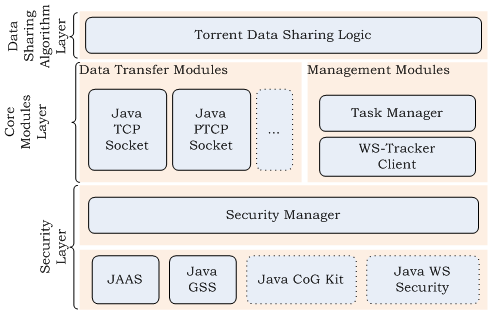 Data
Sharing
Algorithm
Layer
Torrent Data Sharing Logic
Core
Modules
Layer
Data Transfer Modules
Java
TCP
Socket
Java
PTCP
Socket
...
Management Modules
Task Manager
WS-Tracker
Client
Security
Layer
Security Manager
JAAS
Java
GSS
Java CoG Kit
Java WS
Security